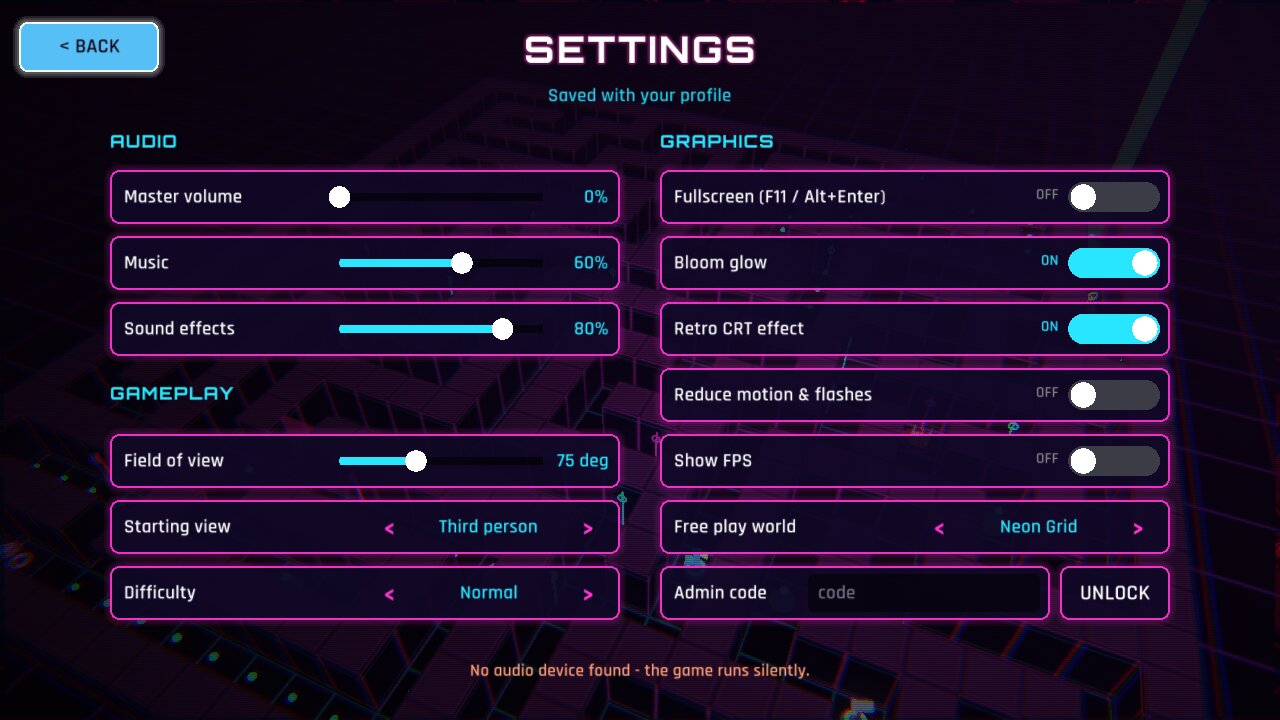 < BACK
SETTINGS
Saved with your profile
AUDIO
Master volume 0%
Music 60%
Sound effects 80%
GAMEPLAY
Field of view 75 deg
Starting view < Third person >
Difficulty < Normal >
GRAPHICS
Fullscreen (F11 / Alt+Enter) OFF
Bloom glow ON
Retro CRT effect ON
Reduce motion & flashes OFF
Show FPS OFF
Free play world < Neon Grid >
Admin code code UNLOCK
No audio device found - the game runs silently.